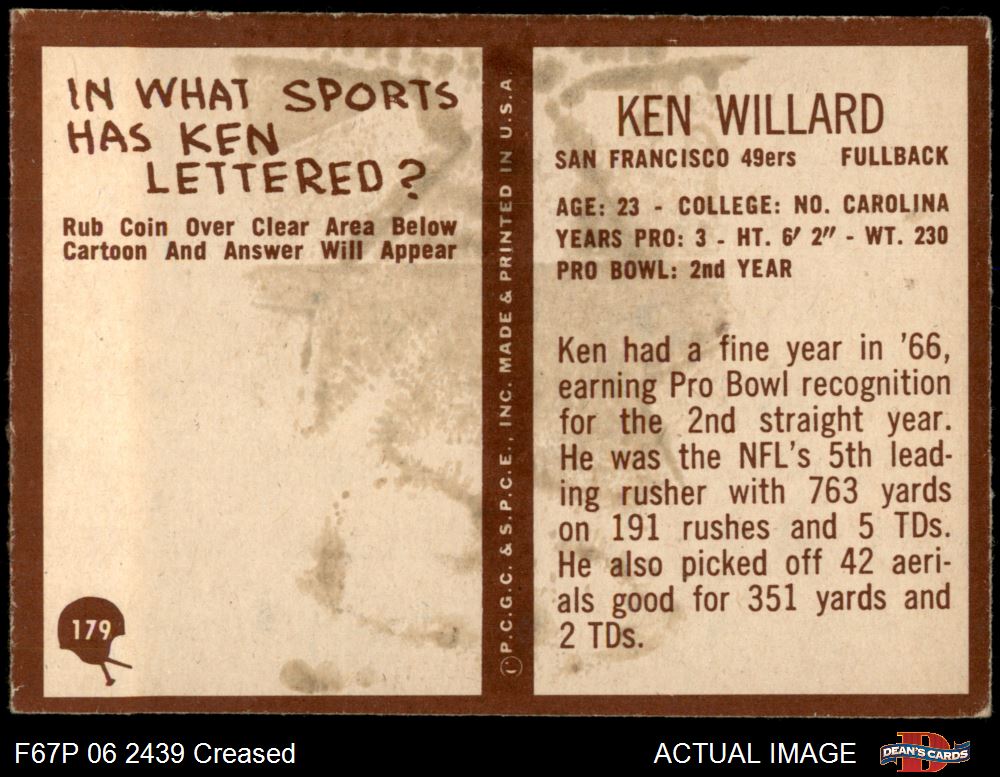 IN WHAT SPORTS
HAS KEN
LETTERED?
Rub Coin Over Clear Area Below
Cartoon And Answer Will Appear
179
©P.C.G.C. & S.P.C.E., INC. MADE & PRINTED IN U.S.A
KEN WILLARD
SAN FRANCISCO 49ers FULLBACK
AGE: 23 - COLLEGE: NO. CAROLINA
YEARS PRO: 3 - HT. 6' 2" - WT. 230
PRO BOWL: 2nd YEAR
Ken had a fine year in '66,
earning Pro Bowl recognition
for the 2nd straight year.
He was the NFL's 5th lead-
ing rusher with 763 yards
on 191 rushes and 5 TDs.
He also picked off 42 aeri-
als good for 351 yards and
2 TDs.
F67P 06 2439 Creased
ACTUAL IMAGE
D
DEAN'S CARDS